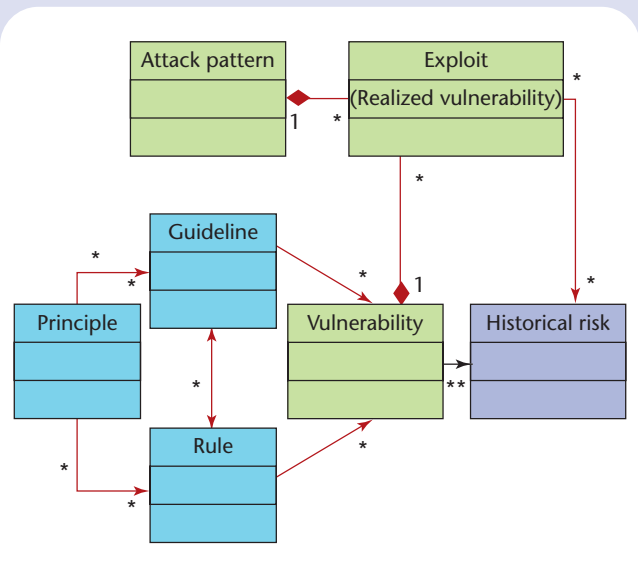 Attack pattern
Exploit
(Realized vulnerability)
*
1
*
*
Guideline
*
*
*
1
Principle
Vulnerability
Historical risk
*
*
**
Rule
*
*
*